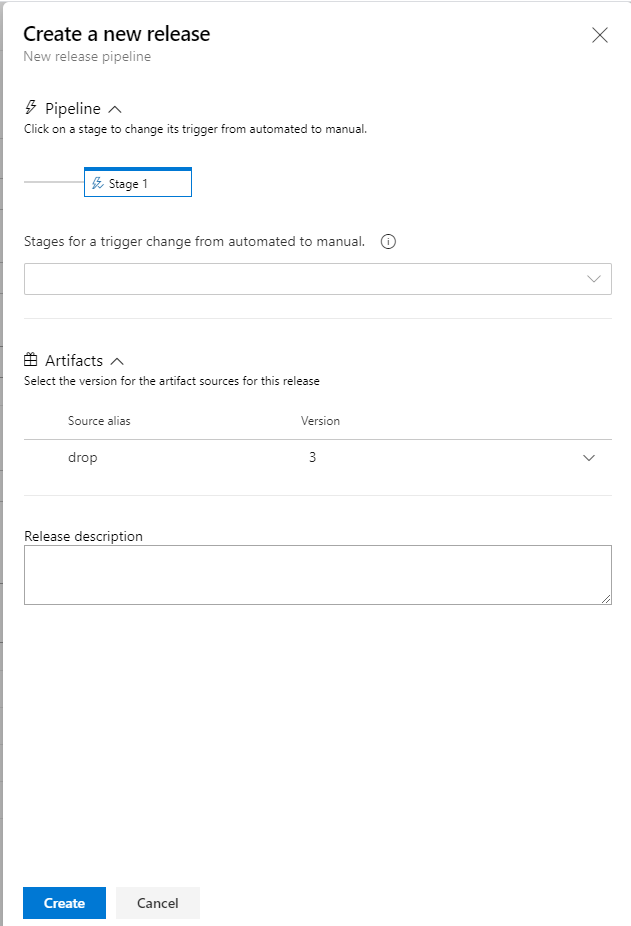 Create a new release
New release pipeline
Pipeline
Click on a stage to change its trigger from automated to manual.
Stage 1
Stages for a trigger change from automated to manual.
Artifacts
Select the version for the artifact sources for this release
Source alias Version
drop 3
Release description
Create Cancel